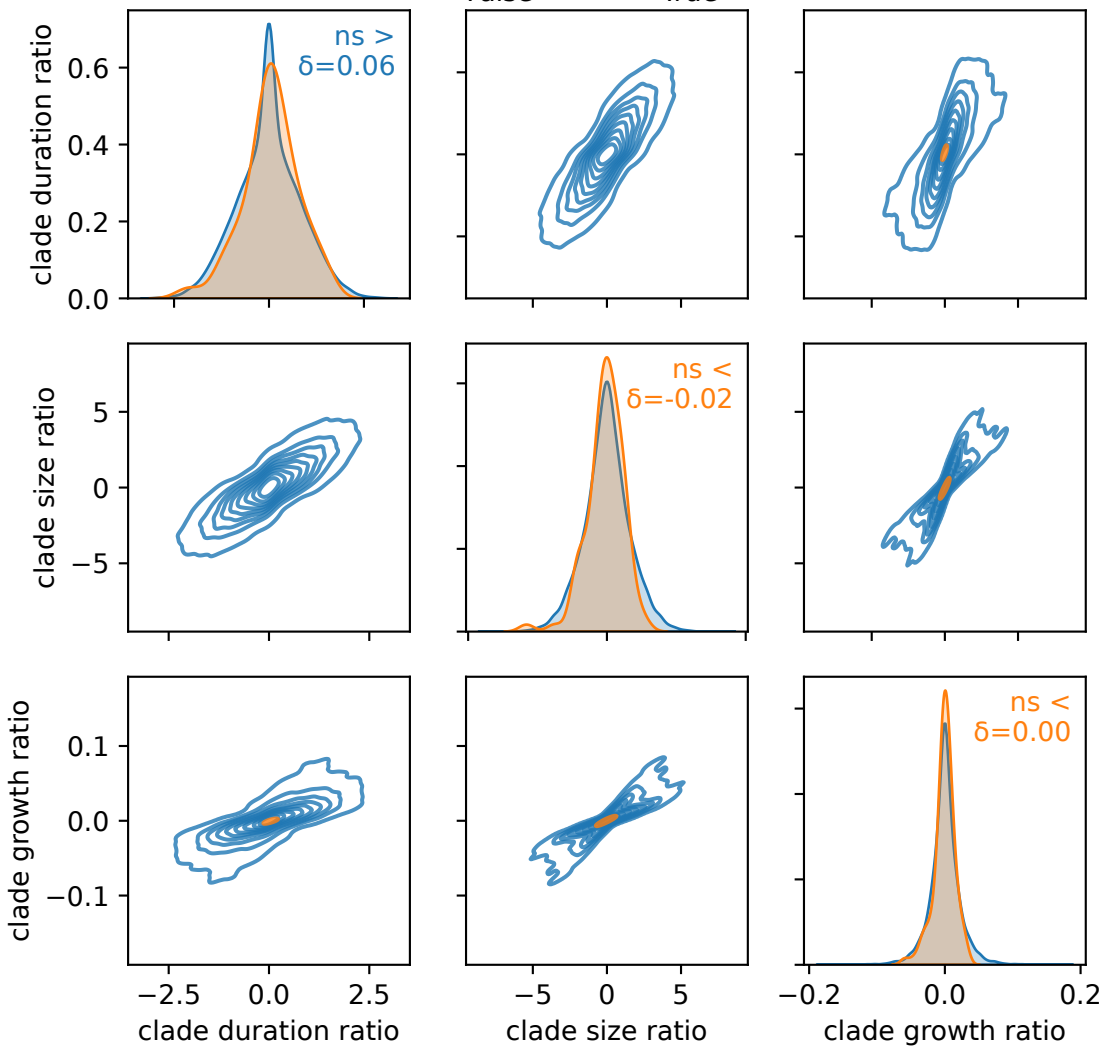 clade duration ratio
0.6
0.4
0.2
0.0
ns >
δ=0.06
clade size ratio
5
0
−5
ns <
δ=-0.02
clade growth ratio
0.1
0.0
−0.1
ns <
δ=0.00
−2.5
0.0
2.5
−5
0
5
−0.2
0.0
0.2
clade duration ratio
clade size ratio
clade growth ratio